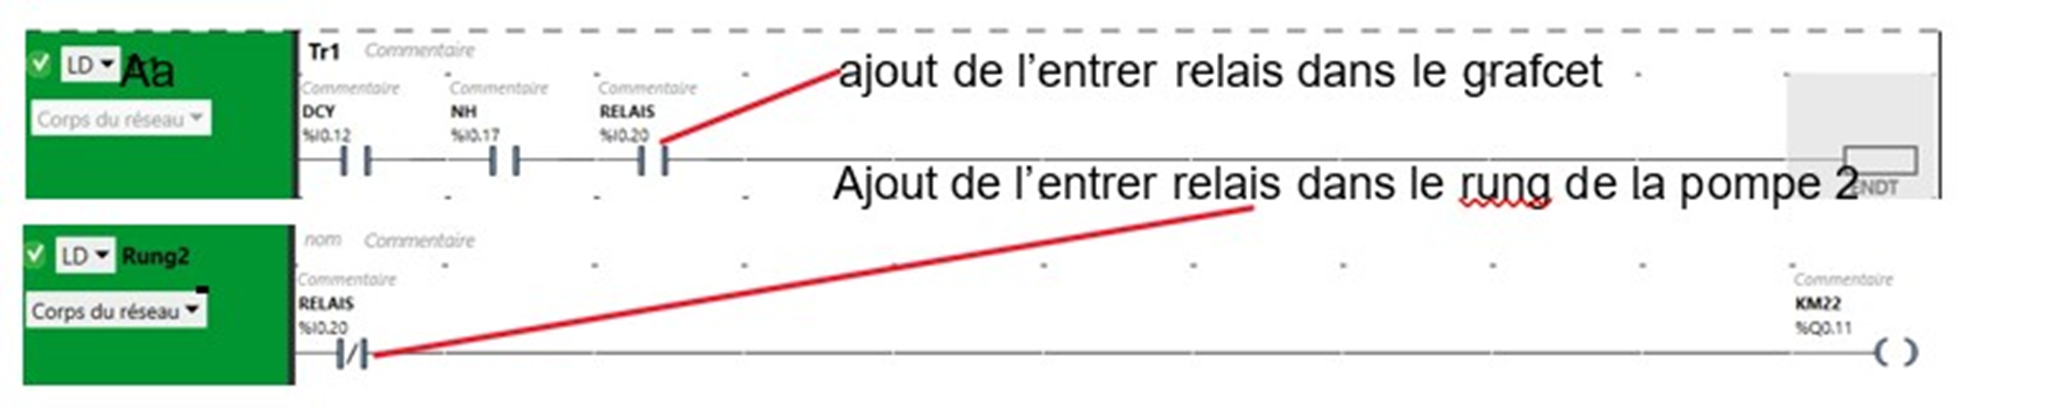 Tr1 Commentaire
LD Aa ajout de l’entrer relais dans le grafcet
Commentaire Commentaire Commentaire
Corps du réseau DCY NH RELAIS
%I0.12 %I0.17 %I0.20
Ajout de l’entrer relais dans le rung de la pompe 2
ENDT
nom Commentaire
LD Rung2
Commentaire Commentaire
Corps du réseau RELAIS KM22
%I0.20 %Q0.11